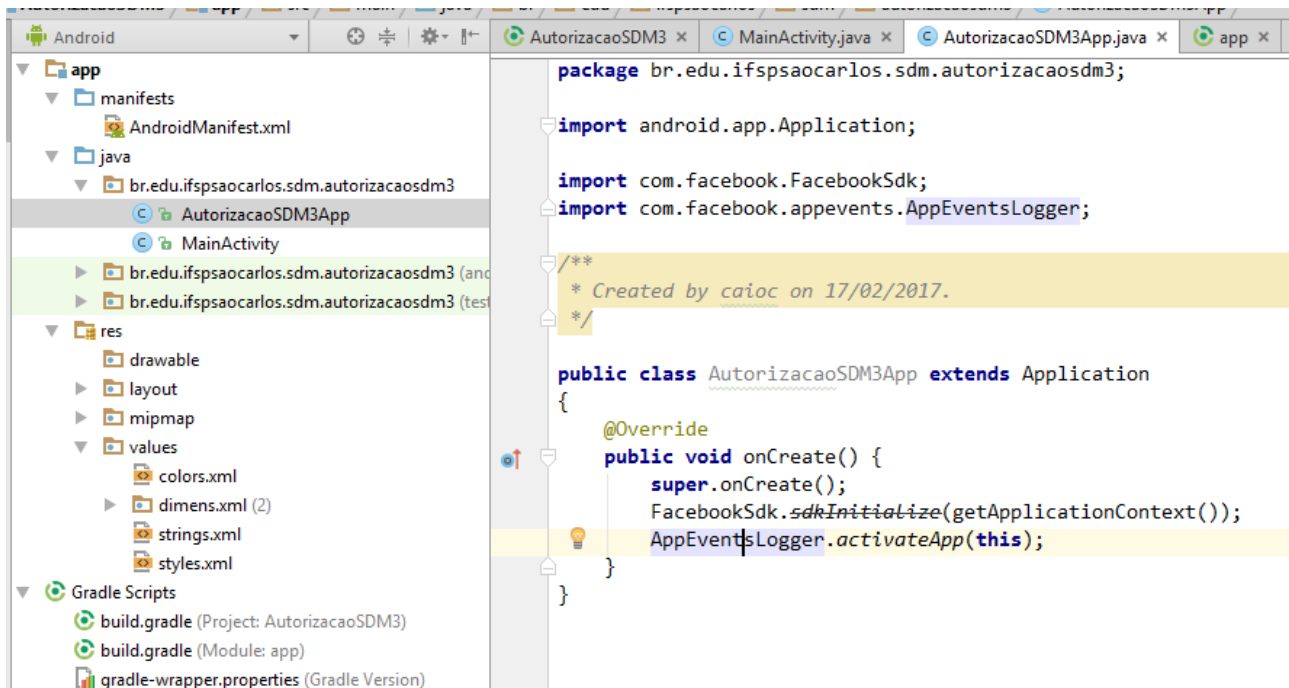 Android
app
manifests
AndroidManifest.xml
java
br.edu.ifspsaocarlos.sdm.autorizacaosdm3
AutorizacaoSDM3App
MainActivity
br.edu.ifspsaocarlos.sdm.autorizacaosdm3 (and
br.edu.ifspsaocarlos.sdm.autorizacaosdm3 (test
res
drawable
layout
mipmap
values
colors.xml
dimens.xml (2)
strings.xml
styles.xml
Gradle Scripts
build.gradle (Project: AutorizacaoSDM3)
build.gradle (Module: app)
gradle-wrapper.properties (Gradle Version)
AutorizacaoSDM3 × MainActivity.java × AutorizacaoSDM3App.java × app ×
package br.edu.ifspsaocarlos.sdm.autorizacaosdm3;
import android.app.Application;
import com.facebook.FacebookSdk;
import com.facebook.appevents.AppEventsLogger;
/**
* Created by caioc on 17/02/2017.
*/
public class AutorizacaoSDM3App extends Application
{
@Override
public void onCreate() {
super.onCreate();
FacebookSdk.sdkInitialize(getApplicationContext());
AppEventsLogger.activateApp(this);
}
}